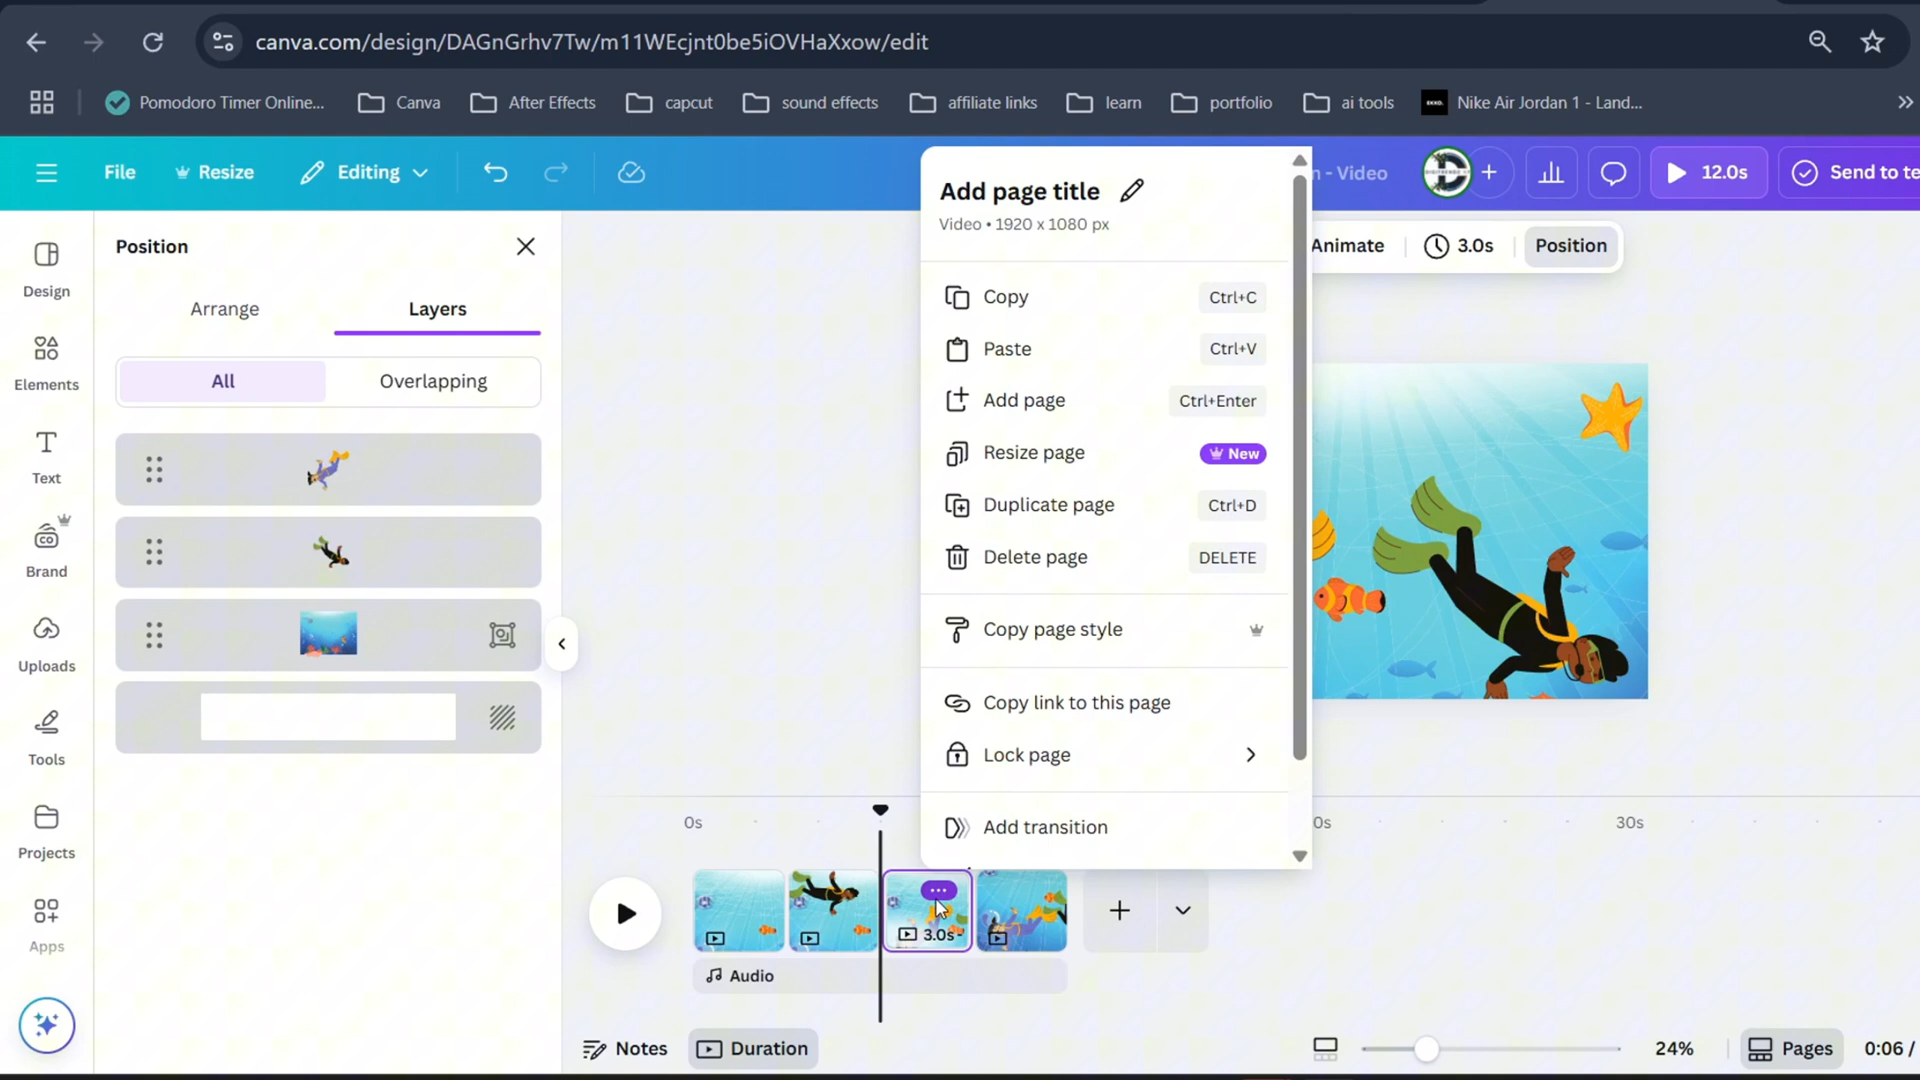 canva.com/design/DAGnGrhv7Tw/m11WEcjnt0be5iOVHaXxow/edit
Pomodoro Timer Online... Canva After Effects capcut sound effects affiliate links learn portfolio ai tools Nike Air Jordan 1 - Land...
File Resize Editing n - Video 12.0s Send to te
Add page title
Video • 1920 x 1080 px
Animate 3.0s Position
Position
Arrange Layers
All Overlapping
Design
Elements
Text
Brand
Uploads
Tools
Projects
Apps
Copy Ctrl+C
Paste Ctrl+V
Add page Ctrl+Enter
Resize page New
Duplicate page Ctrl+D
Delete page DELETE
Copy page style
Copy link to this page
Lock page
Add transition
0s 0s 30s
3.0s
Audio
Notes Duration 24% Pages 0:06 /